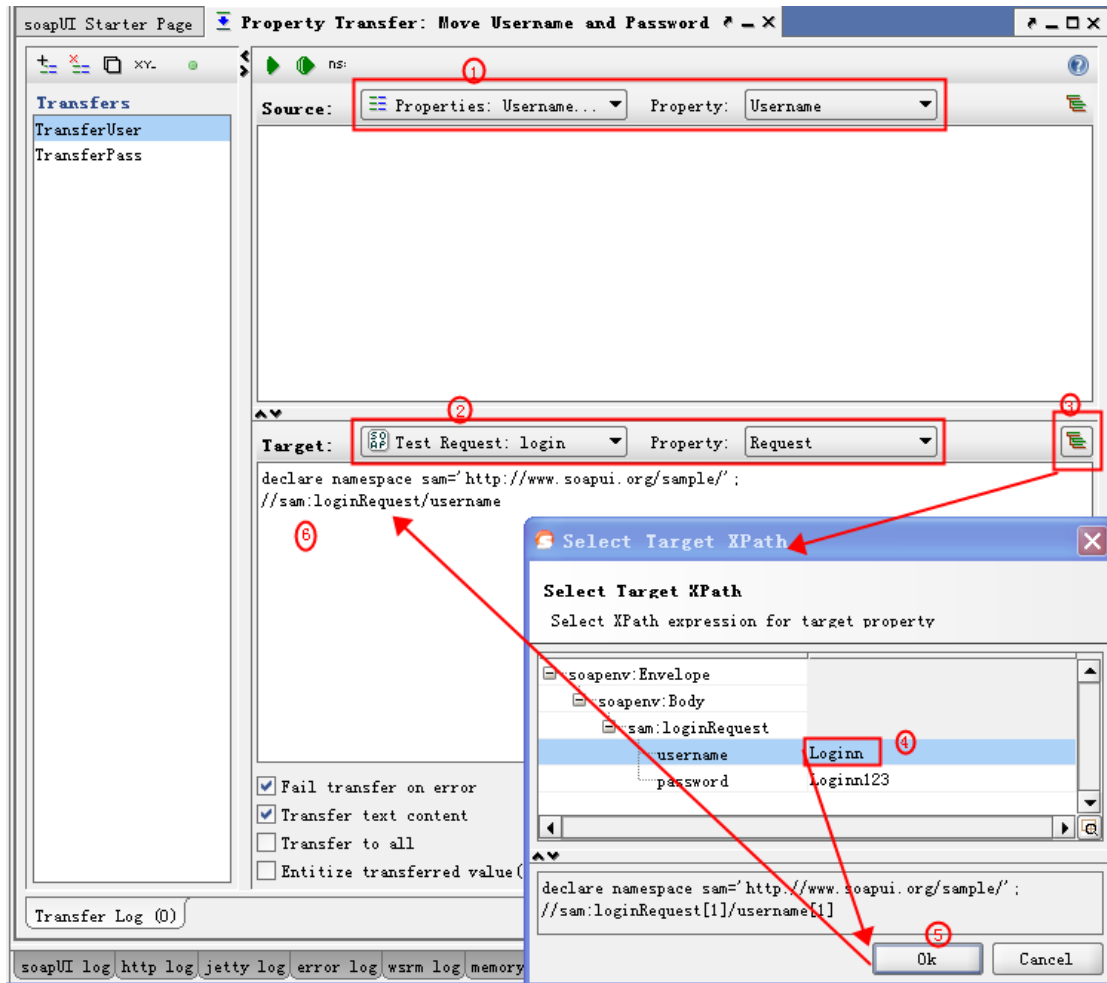 soapUI Starter Page
Property Transfer: Move Username and Password
XY-
ns:
?
Transfers
TransferUser
TransferPass
①
Source: Properties: Username... Property: Username
②
③
Target: SOAP Test Request: login Property: Request
declare namespace sam='http://www.soapui.org/sample/';
//sam:loginRequest/username
⑥
Select Target XPath
Select Target XPath
Select XPath expression for target property
soapenv:Envelope
soapenv:Body
sam:loginRequest
username Loginn
④
password Loginn123
Fail transfer on error
Transfer text content
Transfer to all
Entitize transferred value(
declare namespace sam='http://www.soapui.org/sample/';
//sam:loginRequest[1]/username[1]
⑤
Ok Cancel
Transfer Log (0)
soapUI log http log jetty log error log wsrm log memory